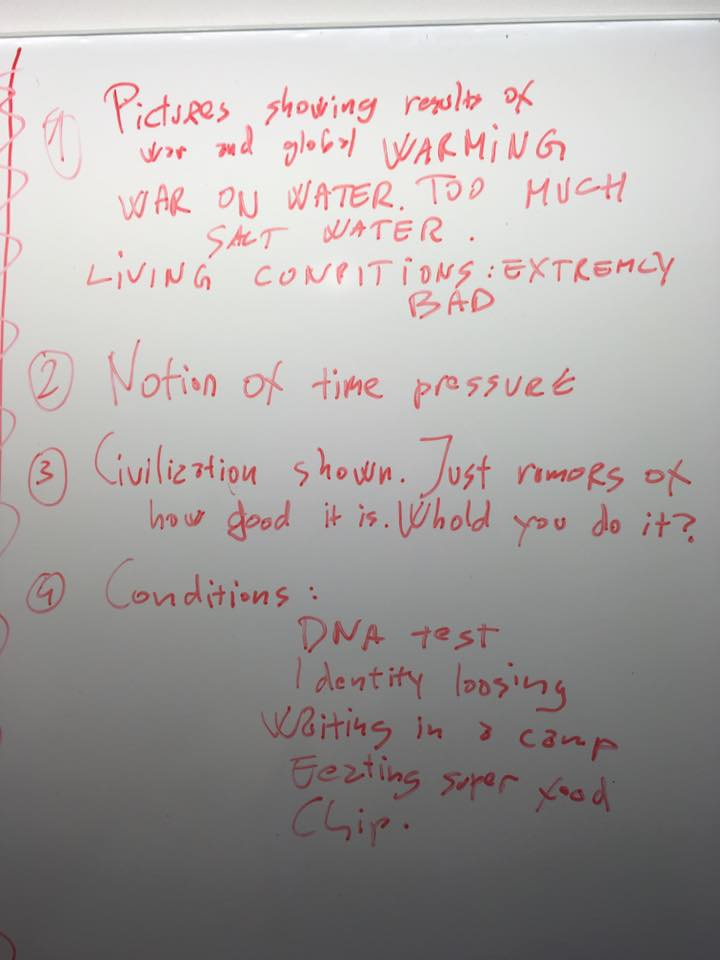 1 Pictures showing results of
war and global WARMING
WAR ON WATER. TOO MUCH
SALT WATER.
LIVING CONDITIONS: EXTREMLY
BAD
2 Notion of time pressure
3 Civilization shown. Just rumors of
how good it is. Whold you do it?
4 Conditions:
DNA test
Identity loosing
Waiting in a camp
Eeating super food
Chip.